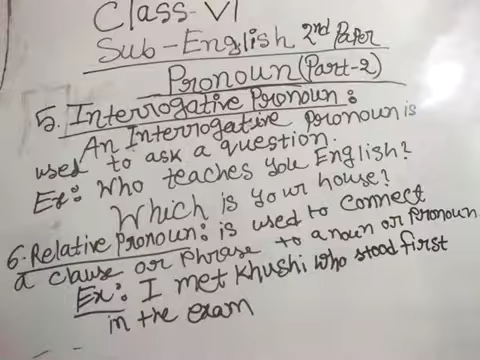 Class-VI
Sub-English 2nd Paper
Pronoun (Part-2)
5. Interrogative Pronoun:
An Interrogative Pronoun is
used to ask a question.
Ex: Who teaches you English?
Which is your house?
6. Relative Pronoun: is used to connect
a clause or phrase to a noun or pronoun
Ex: I met Khushi who stood first
in the exam